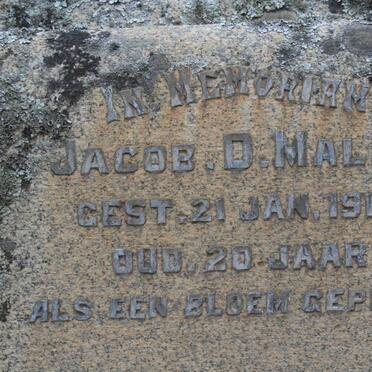 IN MEMORIAM
JACOB. D. MAL
GEST. 21 JAN. 19
OUD. 20 JAAR
ALS EEN BLOEM GEP